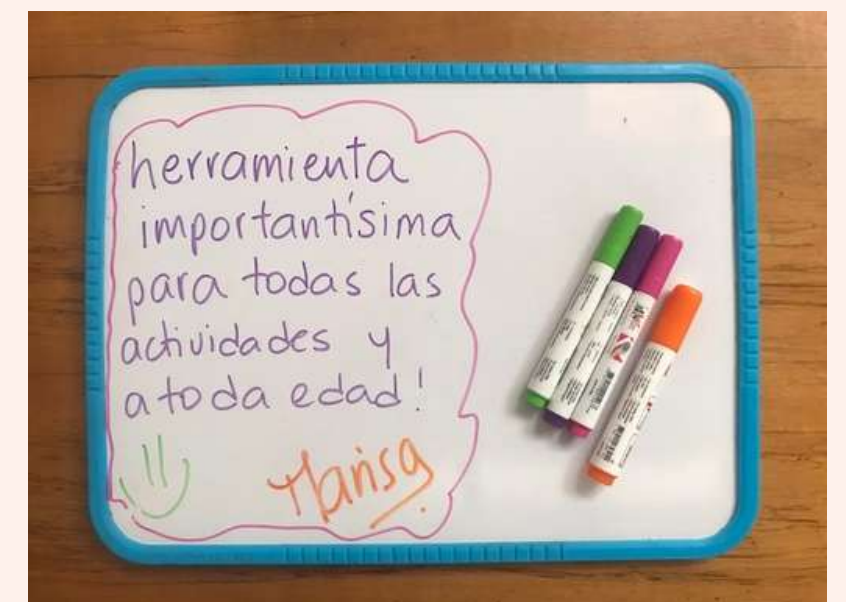 herramienta
importantísima
para todas las
actividades y
a toda edad!
Marisa